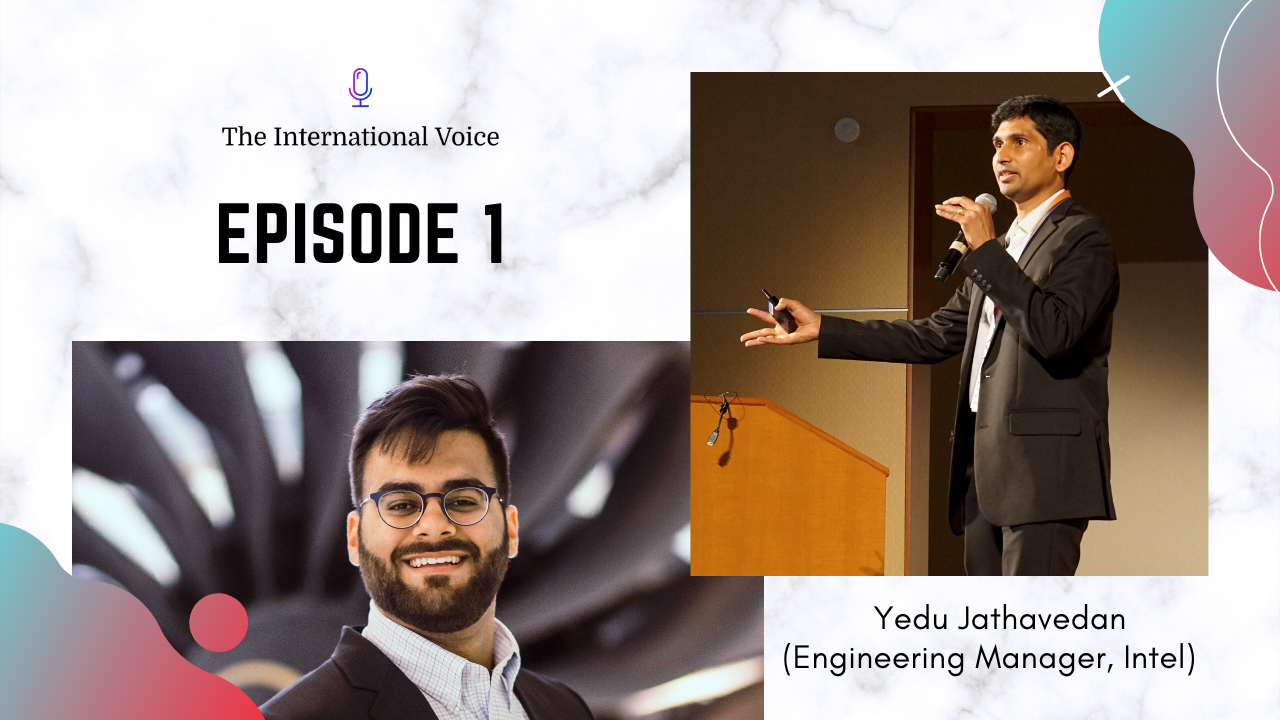 The International Voice
EPISODE 1
Yedu Jathavedan
(Engineering Manager, Intel)